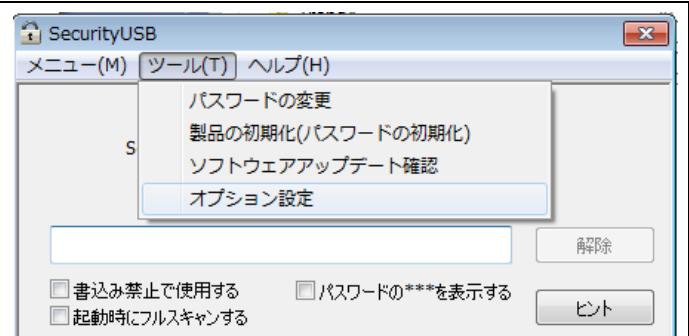 SecurityUSB
メニュー(M) ツール(T) ヘルプ(H)
パスワードの変更
製品の初期化(パスワードの初期化)
S
ソフトウェアアップデート確認
オプション設定
解除
書込み禁止で使用する
パスワードの***を表示する
起動時にフルスキャンする
ヒント